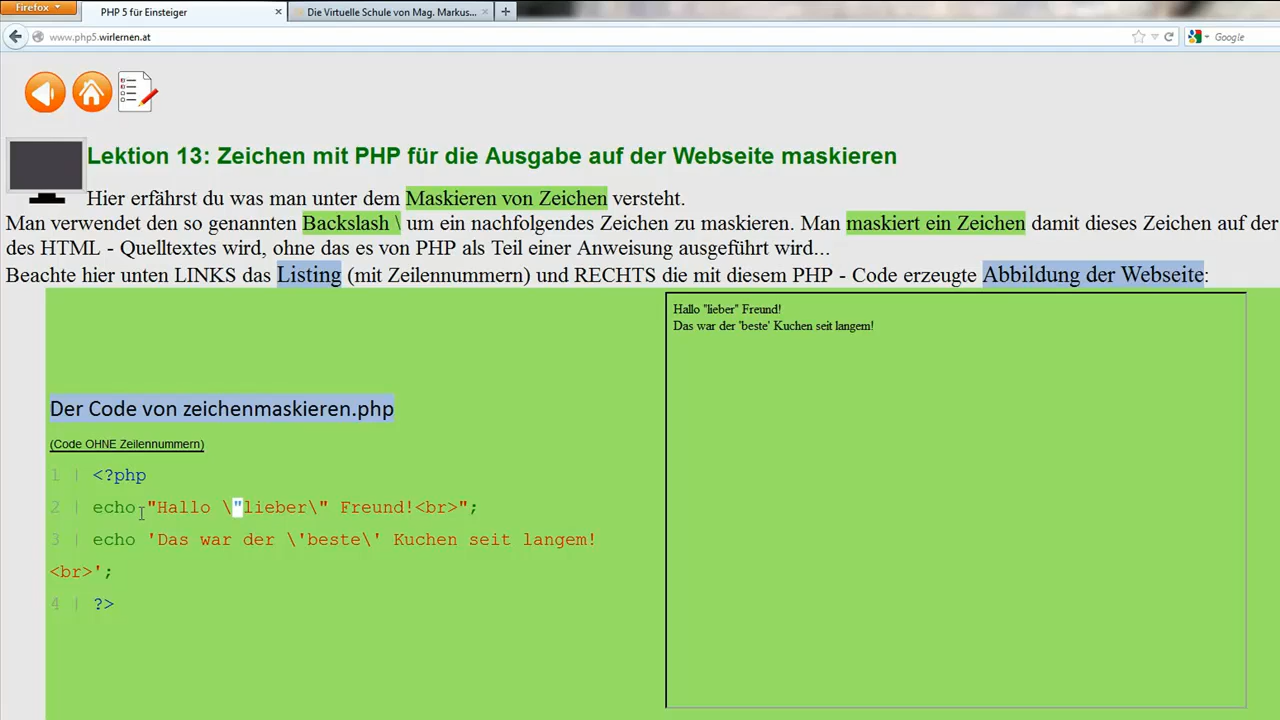 Firefox
PHP 5 für Einsteiger
Die Virtuelle Schule von Mag. Markus...
www.php5.wirlernen.at
Google
Lektion 13: Zeichen mit PHP für die Ausgabe auf der Webseite maskieren
Hier erfährst du was man unter dem Maskieren von Zeichen versteht.
Man verwendet den so genannten Backslash \ um ein nachfolgendes Zeichen zu maskieren. Man maskiert ein Zeichen damit dieses Zeichen auf der
des HTML - Quelltextes wird, ohne das es von PHP als Teil einer Anweisung ausgeführt wird...
Beachte hier unten LINKS das Listing (mit Zeilennummern) und RECHTS die mit diesem PHP - Code erzeugte Abbildung der Webseite:
Hallo "lieber" Freund!
Das war der 'beste' Kuchen seit langem!
Der Code von zeichenmaskieren.php
(Code OHNE Zeilennummern)
1 | <?php
2 | echo "Hallo \"lieber\" Freund!<br>";
3 | echo 'Das war der \'beste\' Kuchen seit langem!
<br>';
4 | ?>